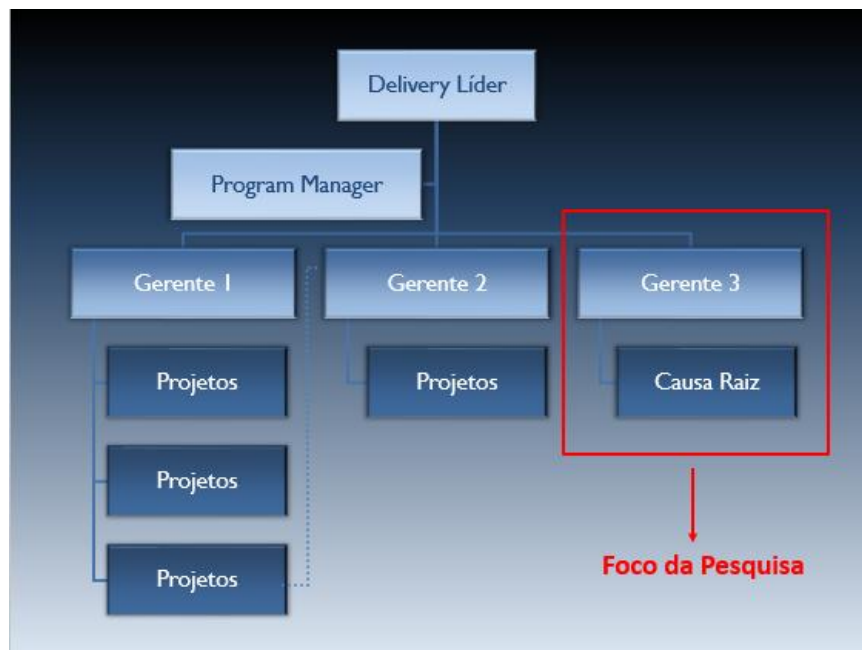 Delivery Líder
Program Manager
Gerente 1
Gerente 2
Gerente 3
Projetos
Projetos
Causa Raiz
Projetos
Projetos
Foco da Pesquisa